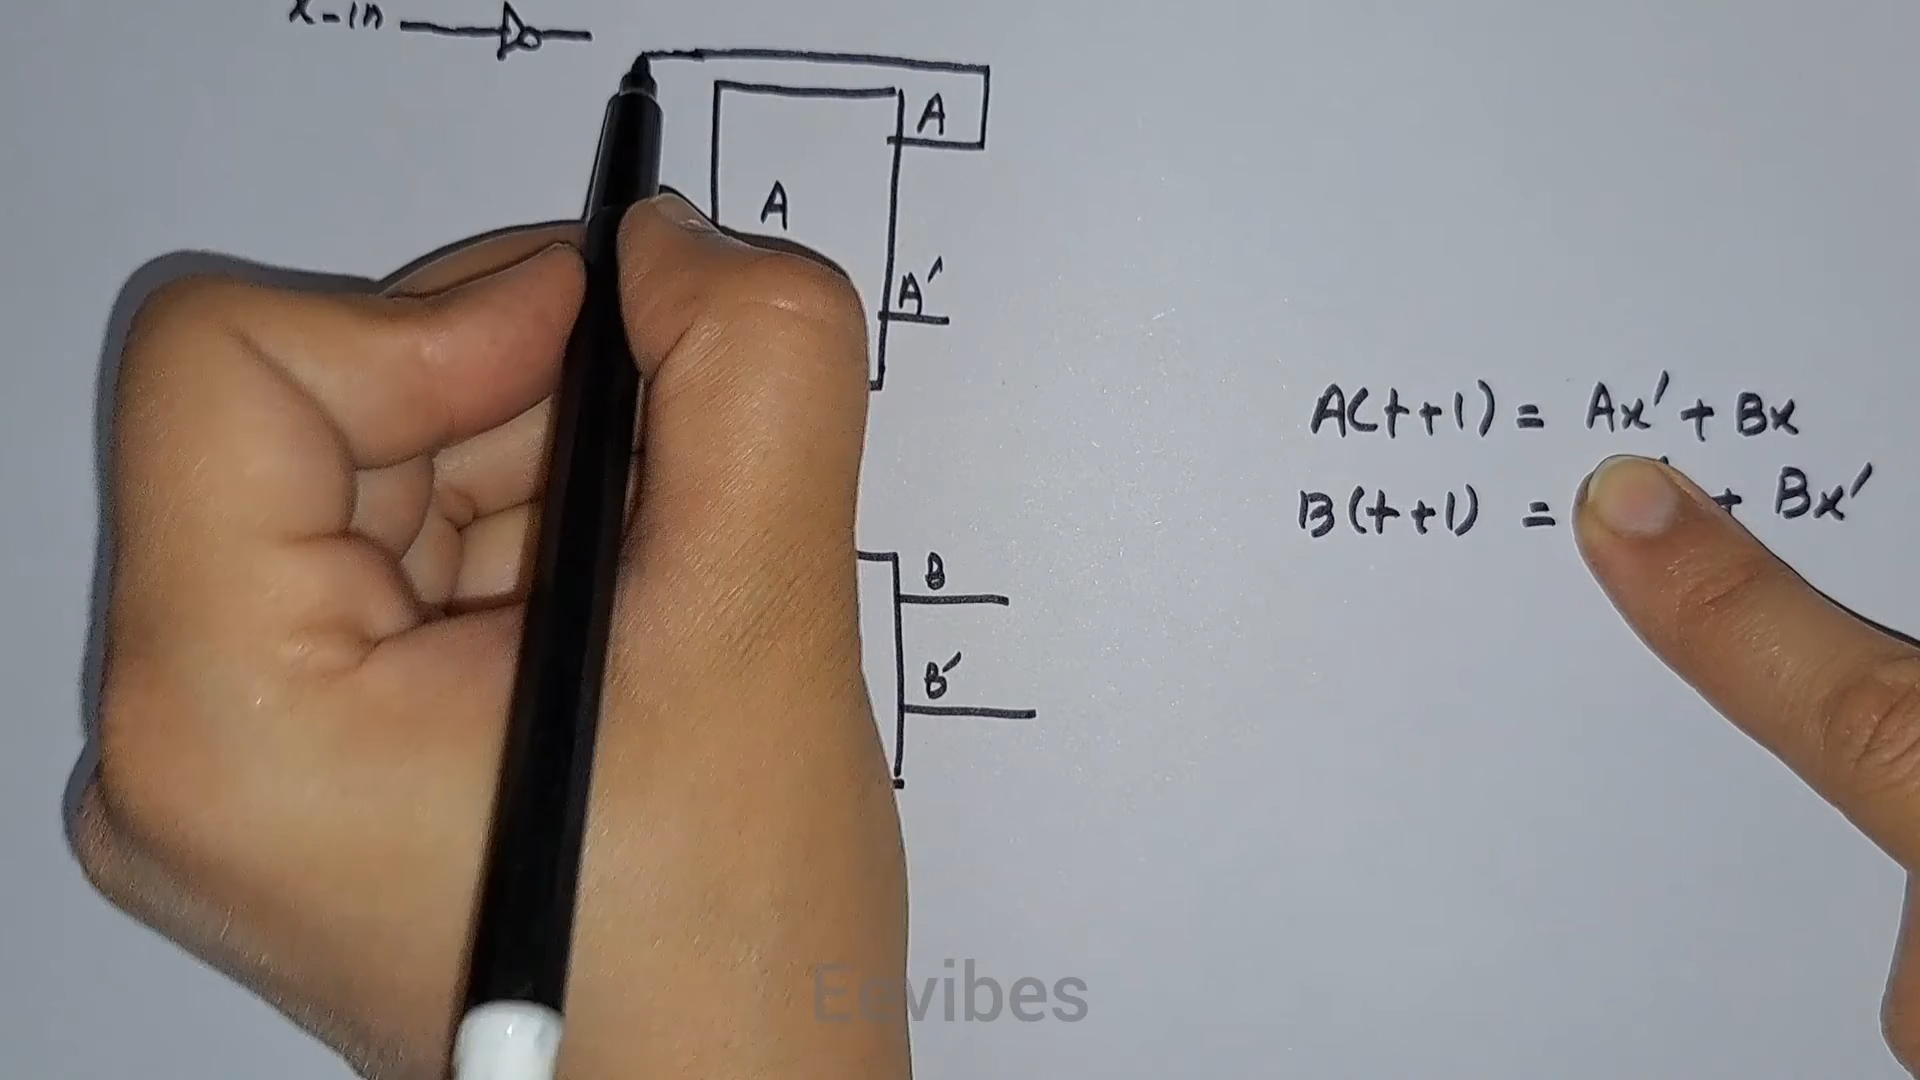 x-in
A
A
A'
A(t+1) = Ax' + Bx
B(t+1) = + Bx'
B
B'
Eevibes